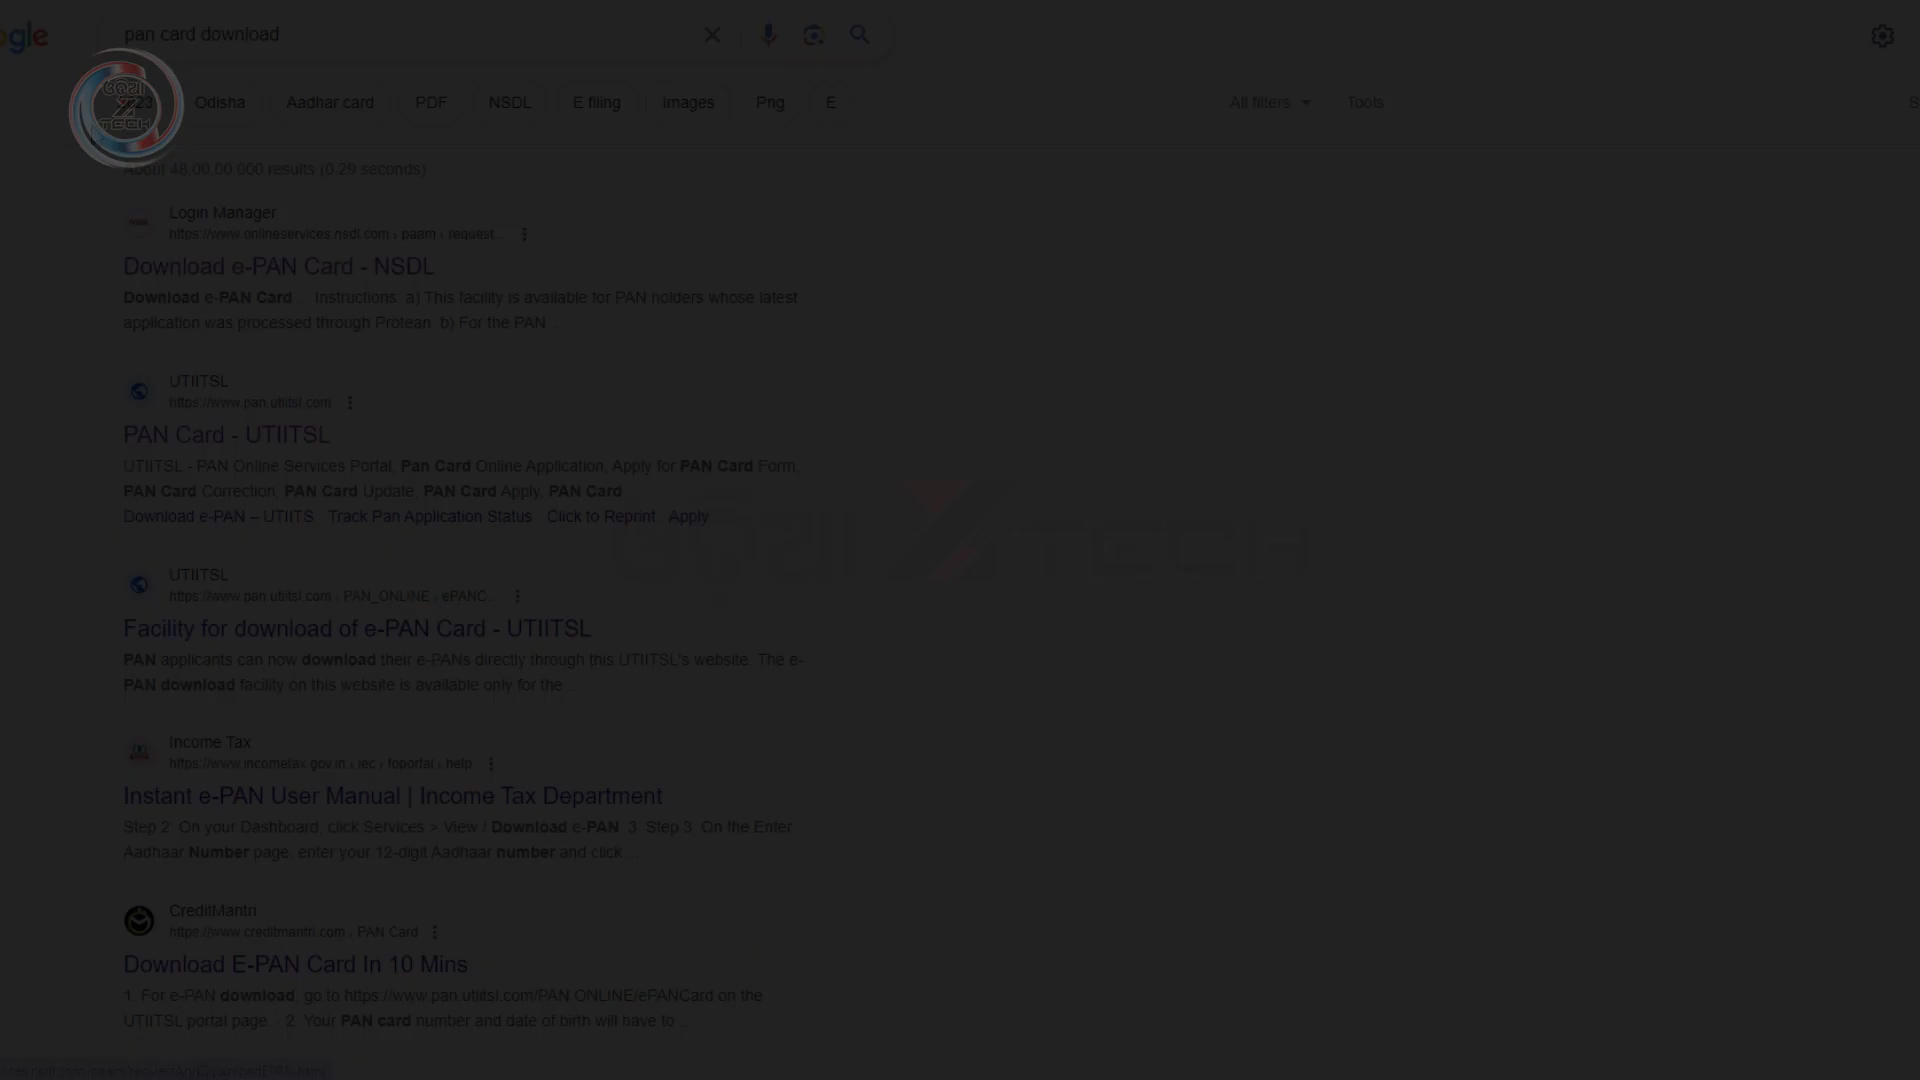 gle
pan card download
23
Odisha
Aadhar card
PDF
NSDL
E filing
Images
Png
E
All filters
Tools
S
ଓଡ଼ିଆ
TECH
About 48,00,00,000 results (0.29 seconds)
Login Manager
https://www.onlineservices.nsdl.com › paam › request...
Download e-PAN Card - NSDL
Download e-PAN Card ... Instructions. a) This facility is available for PAN holders whose latest
application was processed through Protean. b) For the PAN ...
UTIITSL
https://www.pan.utiitsl.com
PAN Card - UTIITSL
UTIITSL - PAN Online Services Portal, Pan Card Online Application, Apply for PAN Card Form,
PAN Card Correction, PAN Card Update, PAN Card Apply, PAN Card
Download e-PAN – UTIITS · Track Pan Application Status · Click to Reprint · Apply
ଓଡ଼ିଆ TECH
UTIITSL
https://www.pan.utiitsl.com › PAN_ONLINE › ePANC...
Facility for download of e-PAN Card - UTIITSL
PAN applicants can now download their e-PANs directly through this UTIITSL's website. The e-
PAN download facility on this website is available only for the ...
Income Tax
https://www.incometax.gov.in › iec › foportal › help
Instant e-PAN User Manual | Income Tax Department
Step 2: On your Dashboard, click Services > View / Download e-PAN. 3. Step 3: On the Enter
Aadhaar Number page, enter your 12-digit Aadhaar number and click ...
CreditMantri
https://www.creditmantri.com › PAN Card
Download E-PAN Card In 10 Mins
1. For e-PAN download, go to https://www.pan.utiitsl.com/PAN ONLINE/ePANCard on the
UTIITSL portal page. · 2. Your PAN card number and date of birth will have to ...